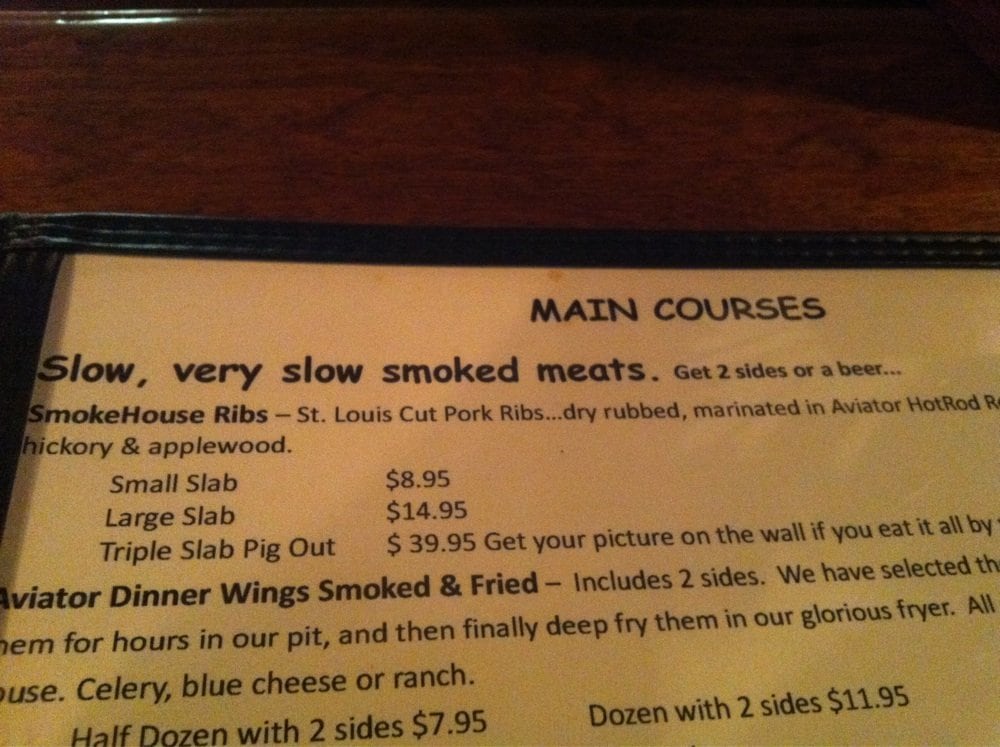 MAIN COURSES
Slow, very slow smoked meats. Get 2 sides or a beer...
SmokeHouse Ribs – St. Louis Cut Pork Ribs...dry rubbed, marinated in Aviator HotRod
hickory & applewood.
Small Slab $8.95
Large Slab $14.95
Triple Slab Pig Out $ 39.95 Get your picture on the wall if you eat it all by
Aviator Dinner Wings Smoked & Fried – Includes 2 sides. We have selected
for hours in our pit, and then finally deep fry them in our glorious fryer. All
Celery, blue cheese or ranch.
Half Dozen with 2 sides $7.95 Dozen with 2 sides $11.95